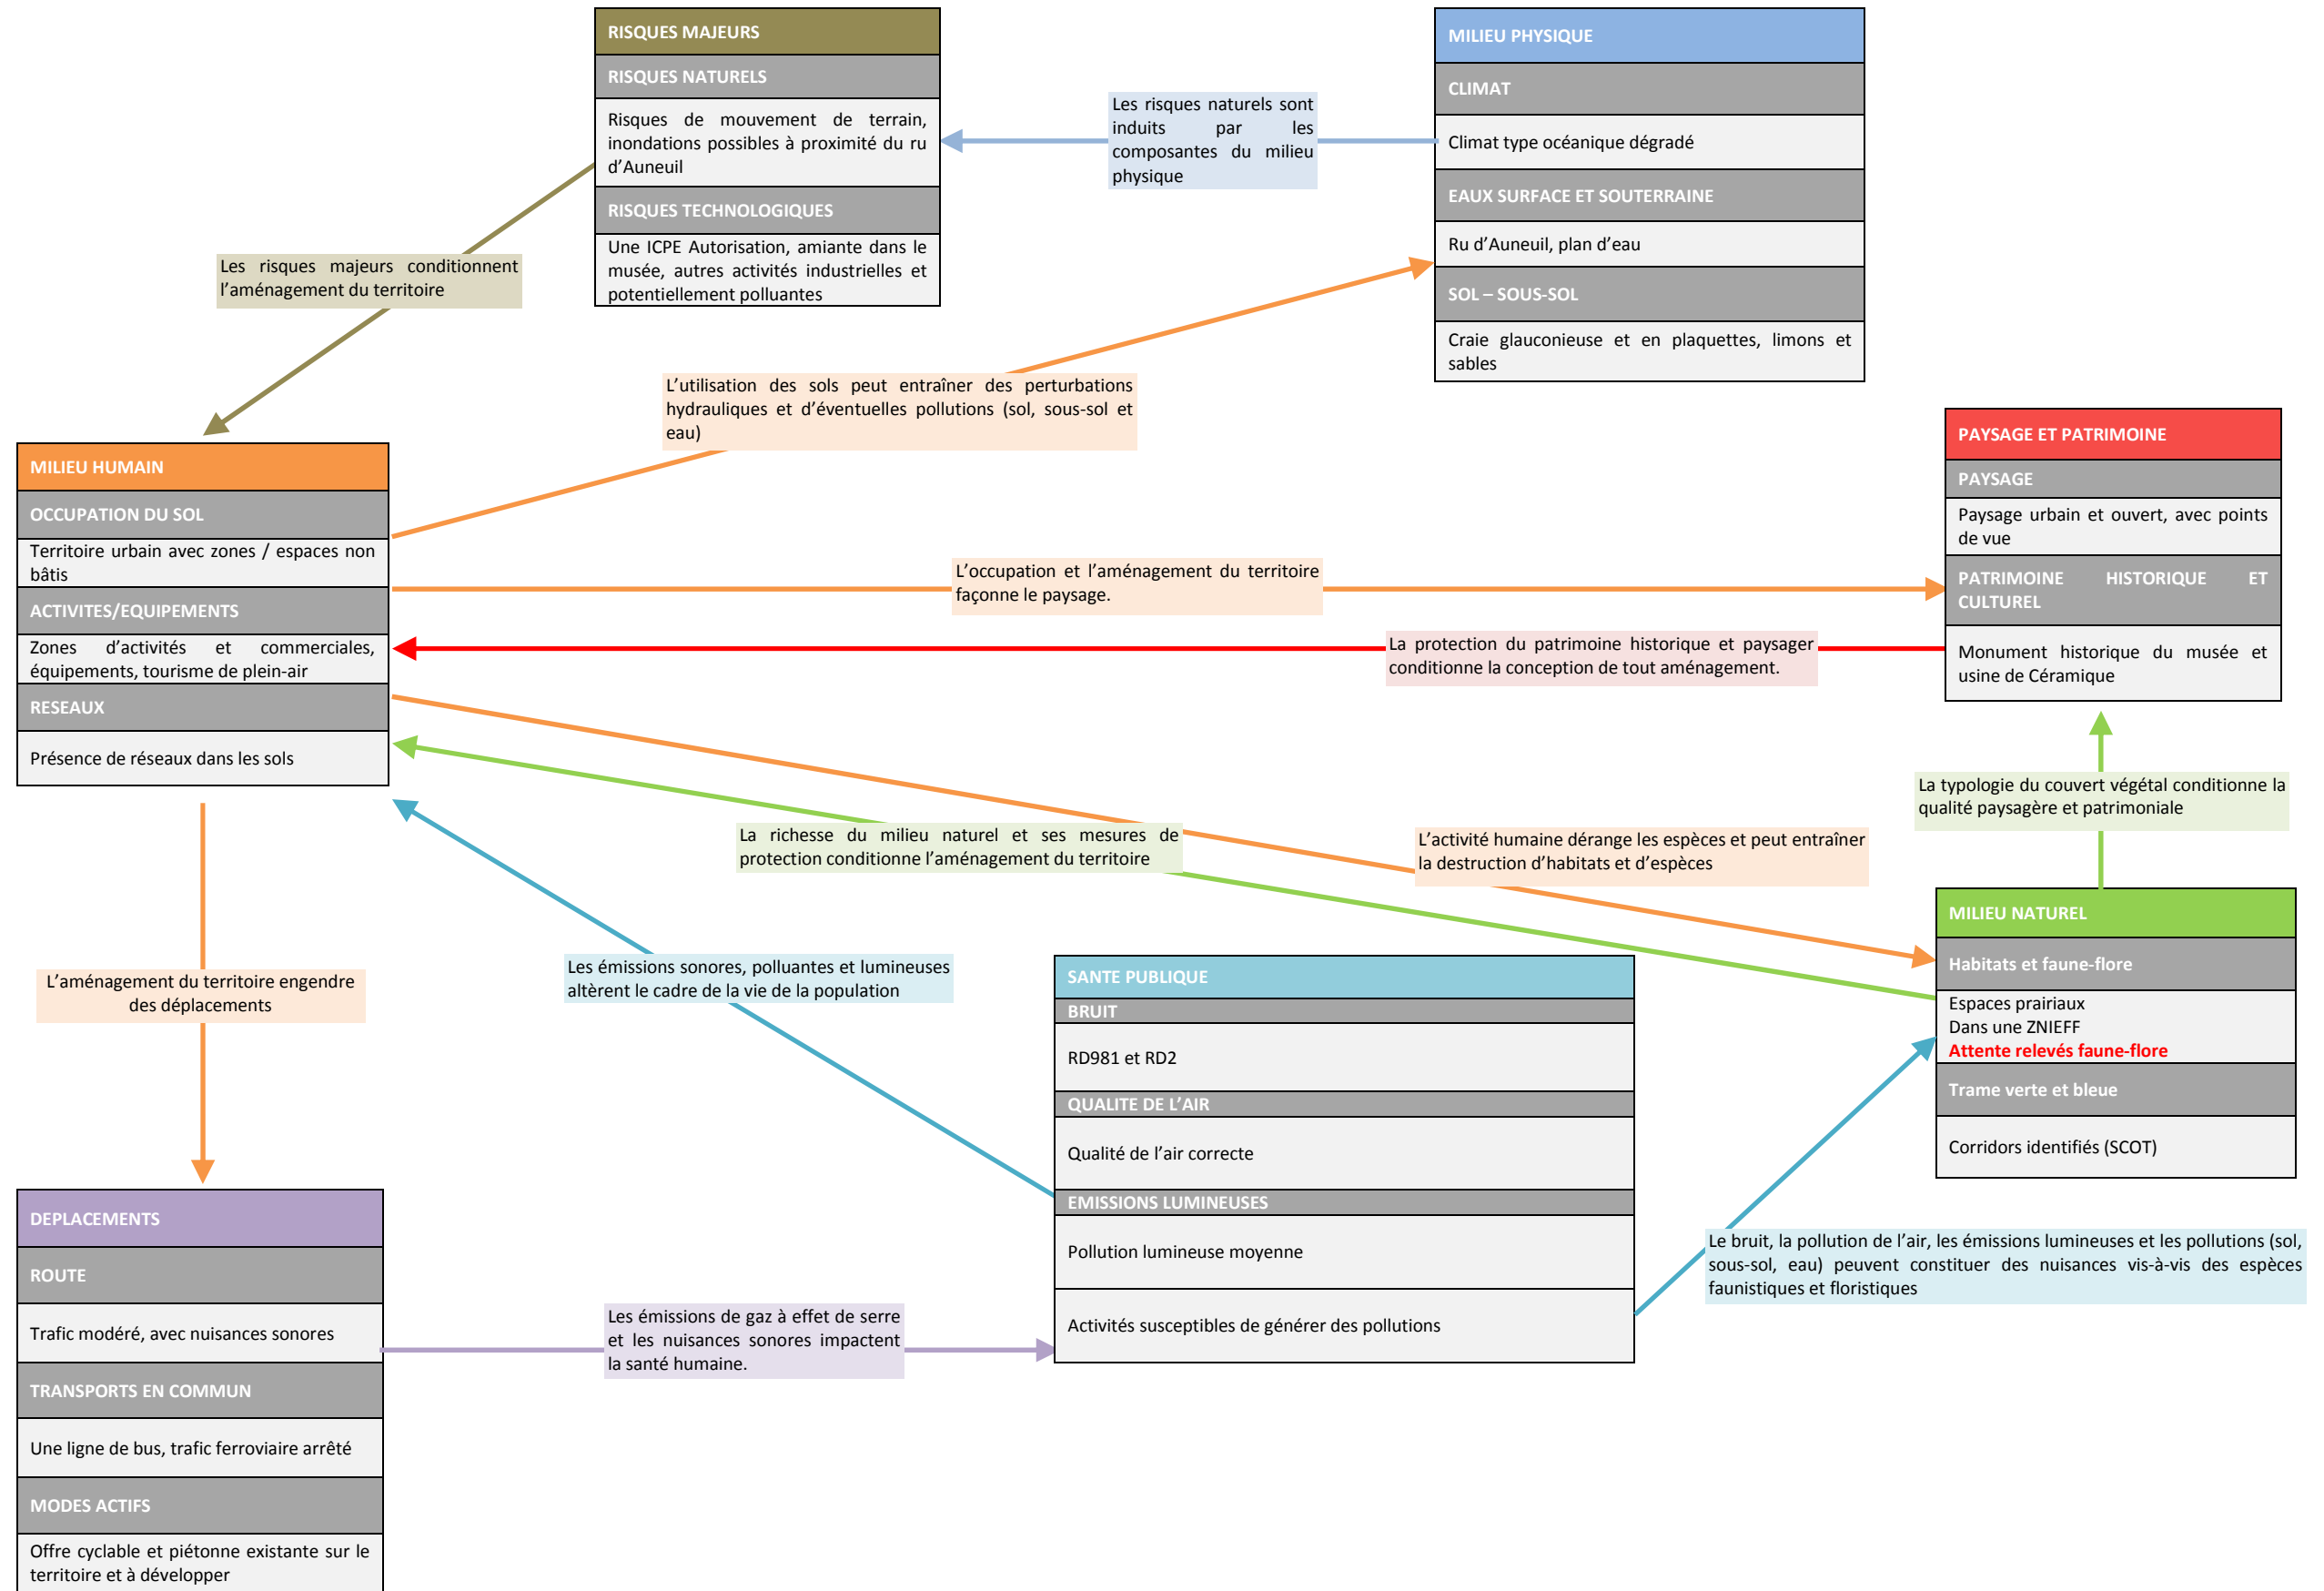 RISQUES MAJEURS
RISQUES NATURELS
Risques de mouvement de terrain,
inondations possibles à proximité du ru
d’Auneuil
RISQUES TECHNOLOGIQUES
Une ICPE Autorisation, amiante dans le
musée, autres activités industrielles et
potentiellement polluantes
Les risques naturels sont
induits par les
composantes du milieu
physique
MILIEU PHYSIQUE
CLIMAT
Climat type océanique dégradé
EAUX SURFACE ET SOUTERRAINE
Ru d’Auneuil, plan d’eau
SOL – SOUS-SOL
Craie glauconieuse et en plaquettes, limons et
sables
Les risques majeurs conditionnent
l’aménagement du territoire
L’utilisation des sols peut entraîner des perturbations
hydrauliques et d’éventuelles pollutions (sol, sous-sol et
eau)
MILIEU HUMAIN
OCCUPATION DU SOL
Territoire urbain avec zones / espaces non
bâtis
ACTIVITES/EQUIPEMENTS
Zones d’activités et commerciales,
équipements, tourisme de plein-air
RESEAUX
Présence de réseaux dans les sols
L’occupation et l’aménagement du territoire
façonne le paysage.
La protection du patrimoine historique et paysager
conditionne la conception de tout aménagement.
PAYSAGE ET PATRIMOINE
PAYSAGE
Paysage urbain et ouvert, avec points
de vue
PATRIMOINE HISTORIQUE ET
CULTUREL
Monument historique du musée et
usine de Céramique
La typologie du couvert végétal conditionne la
qualité paysagère et patrimoniale
La richesse du milieu naturel et ses mesures de
protection conditionne l’aménagement du territoire
L’activité humaine dérange les espèces et peut entraîner
la destruction d’habitats et d’espèces
MILIEU NATUREL
Habitats et faune-flore
Espaces prairiaux
Dans une ZNIEFF
Attente relevés faune-flore
Trame verte et bleue
Corridors identifiés (SCOT)
L’aménagement du territoire engendre
des déplacements
Les émissions sonores, polluantes et lumineuses
altèrent le cadre de la vie de la population
SANTE PUBLIQUE
BRUIT
RD981 et RD2
QUALITE DE L’AIR
Qualité de l’air correcte
EMISSIONS LUMINEUSES
Pollution lumineuse moyenne
Activités susceptibles de générer des pollutions
Le bruit, la pollution de l’air, les émissions lumineuses et les pollutions (sol,
sous-sol, eau) peuvent constituer des nuisances vis-à-vis des espèces
faunistiques et floristiques
DEPLACEMENTS
ROUTE
Trafic modéré, avec nuisances sonores
TRANSPORTS EN COMMUN
Une ligne de bus, trafic ferroviaire arrêté
MODES ACTIFS
Offre cyclable et piétonne existante sur le
territoire et à développer
Les émissions de gaz à effet de serre
et les nuisances sonores impactent
la santé humaine.